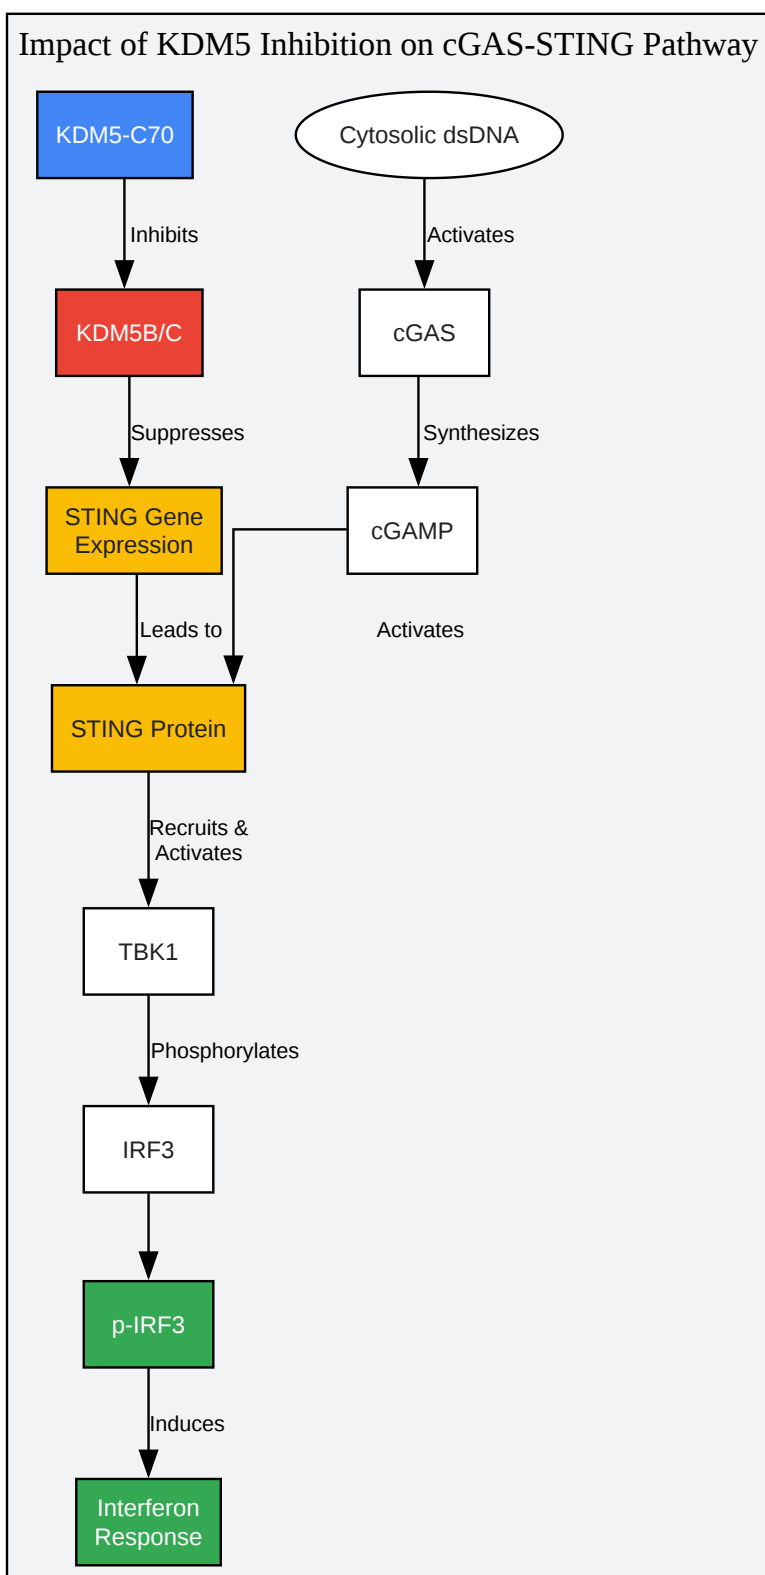 Impact of KDM5 Inhibition on cGAS-STING Pathway
KDM5-C70
Cytosolic dsDNA
Inhibits
Activates
KDM5B/C
cGAS
Suppresses
Synthesizes
STING Gene
Expression
cGAMP
Leads to
Activates
STING Protein
Recruits &
Activates
TBK1
Phosphorylates
IRF3
p-IRF3
Induces
Interferon
Response